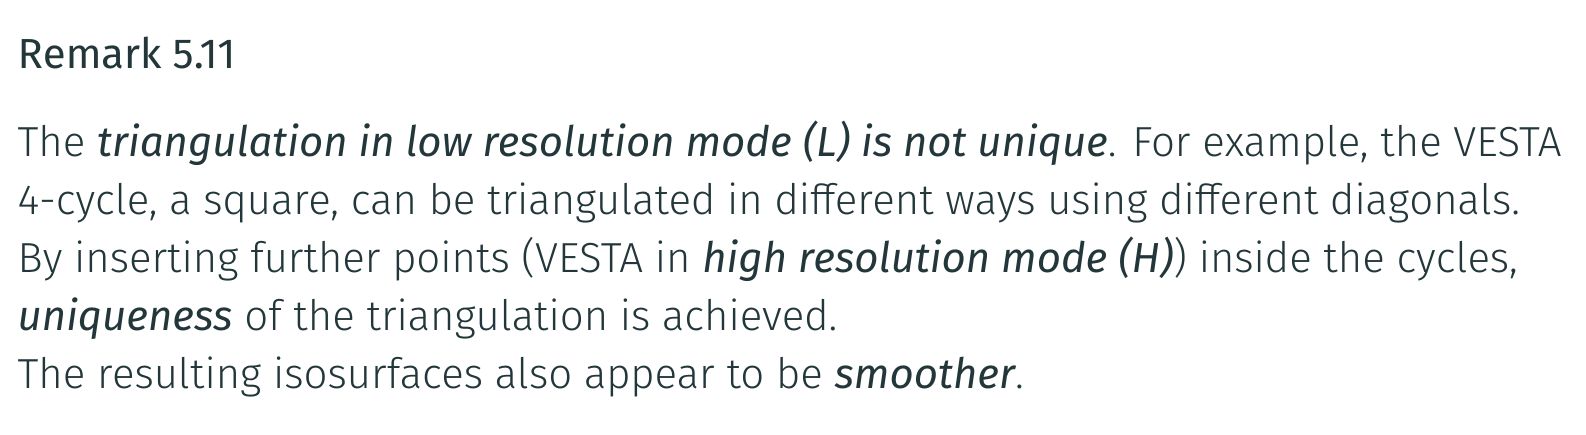 Remark 5.11
The triangulation in low resolution mode (L) is not unique. For example, the VESTA
4-cycle, a square, can be triangulated in different ways using different diagonals.
By inserting further points (VESTA in high resolution mode (H)) inside the cycles,
uniqueness of the triangulation is achieved.
The resulting isosurfaces also appear to be smoother.